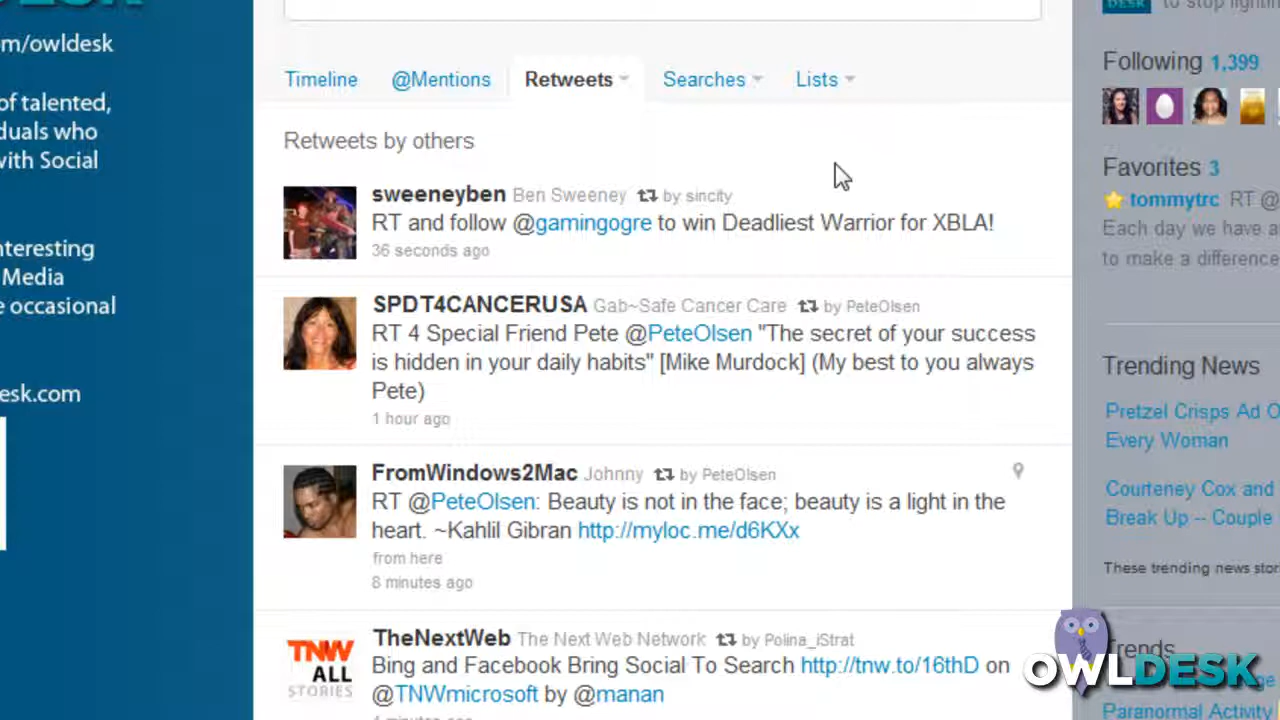 om/owldesk
of talented,
duals who
with Social
nteresting
Media
e occasional
esk.com
Timeline @Mentions Retweets Searches Lists
Retweets by others
sweeneyben Ben Sweeney by sincity
RT and follow @gamingogre to win Deadliest Warrior for XBLA!
36 seconds ago
SPDT4CANCERUSA Gab~Safe Cancer Care by PeteOlsen
RT 4 Special Friend Pete @PeteOlsen "The secret of your success
is hidden in your daily habits" [Mike Murdock] (My best to you always
Pete)
1 hour ago
FromWindows2Mac Johnny by PeteOlsen
RT @PeteOlsen: Beauty is not in the face; beauty is a light in the
heart. ~Kahlil Gibran http://myloc.me/d6KXx
from here
8 minutes ago
TNW
ALL
STORIES
TheNextWeb The Next Web Network by Polina_iStrat
Bing and Facebook Bring Social To Search http://tnw.to/16thD on
@TNWmicrosoft by @manan
DESK to stop lightin
Following 1,399
Favorites 3
tommytrc RT @
Each day we have a
to make a difference
Trending News
Pretzel Crisps Ad O
Every Woman
Courteney Cox and
Break Up -- Couple
These trending news stor
Trends
Paranormal Activity
OWLDESK